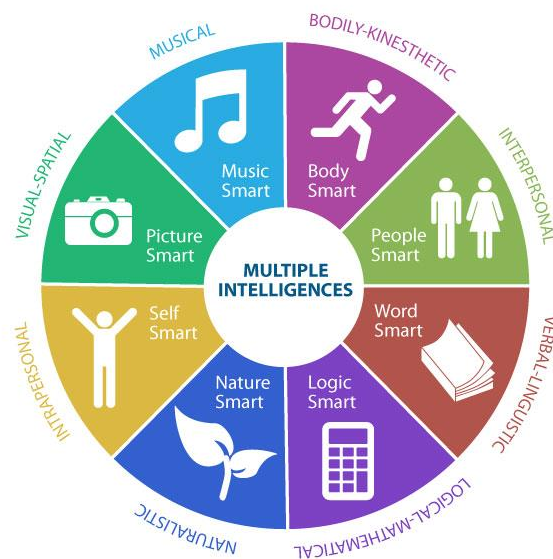 MUSICAL
BODILY-KINESTHETIC
INTERPERSONAL
VERBAL-LINGUISTIC
LOGICAL-MATHEMATICAL
NATURALISTIC
INTRAPERSONAL
VISUAL-SPATIAL
Music
Smart
Body
Smart
People
Smart
Word
Smart
Logic
Smart
Nature
Smart
Self
Smart
Picture
Smart
MULTIPLE
INTELLIGENCES